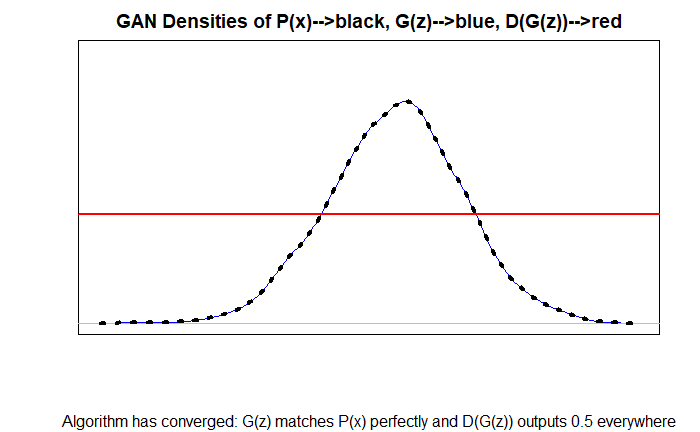 GAN Densities of P(x)-->black, G(z)-->blue, D(G(z))-->red
Algorithm has converged: G(z) matches P(x) perfectly and D(G(z)) outputs 0.5 everywhere